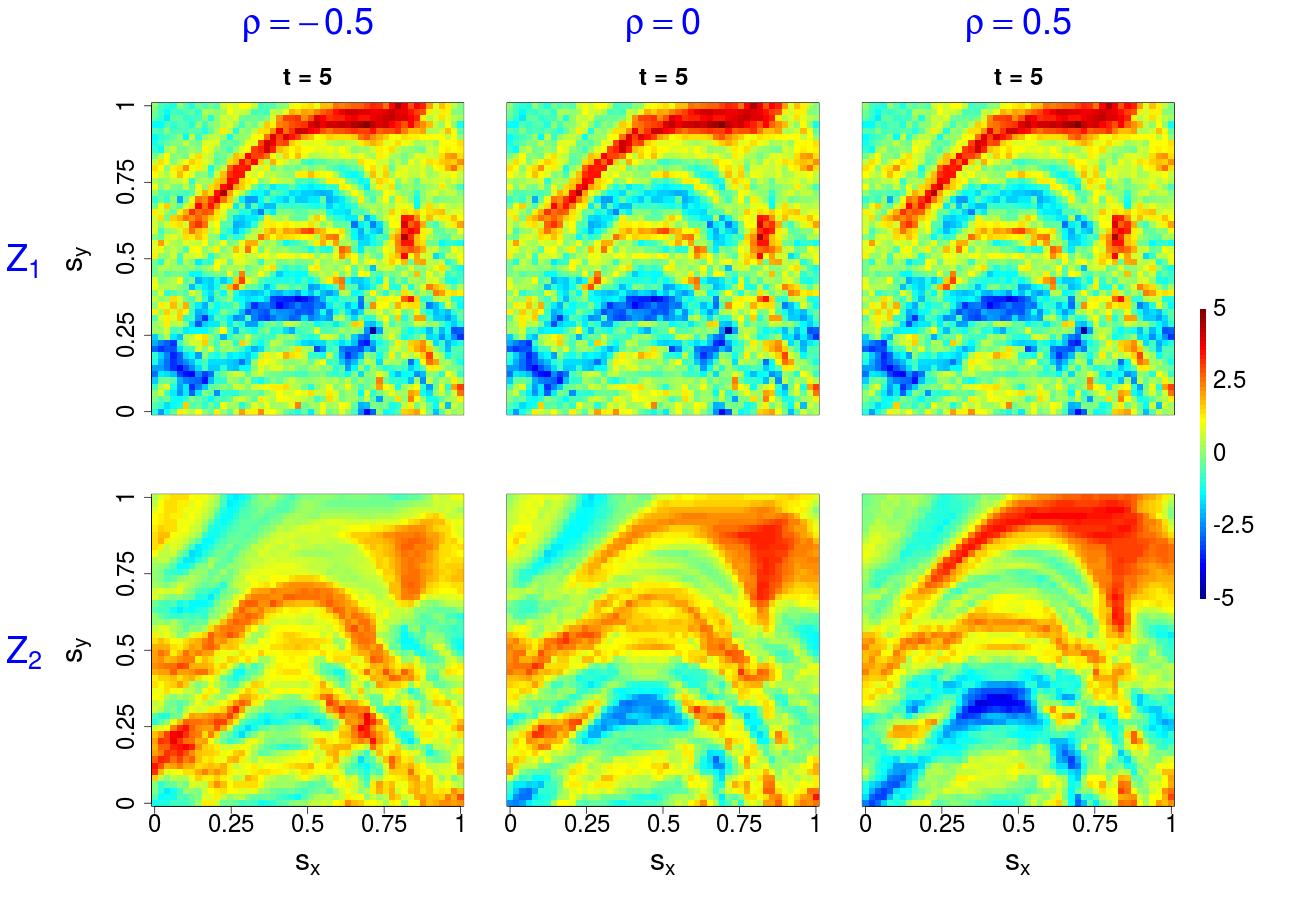 ρ = − 0.5 ρ = 0 ρ = 0.5
t = 5 t = 5 t = 5
Z1
sy
1
0.75
0.5
0.25
0
5
2.5
0
-2.5
-5
Z2
sy
1
0.75
0.5
0.25
0
0 0.25 0.5 0.75 1 0 0.25 0.5 0.75 1 0 0.25 0.5 0.75 1
sx sx sx